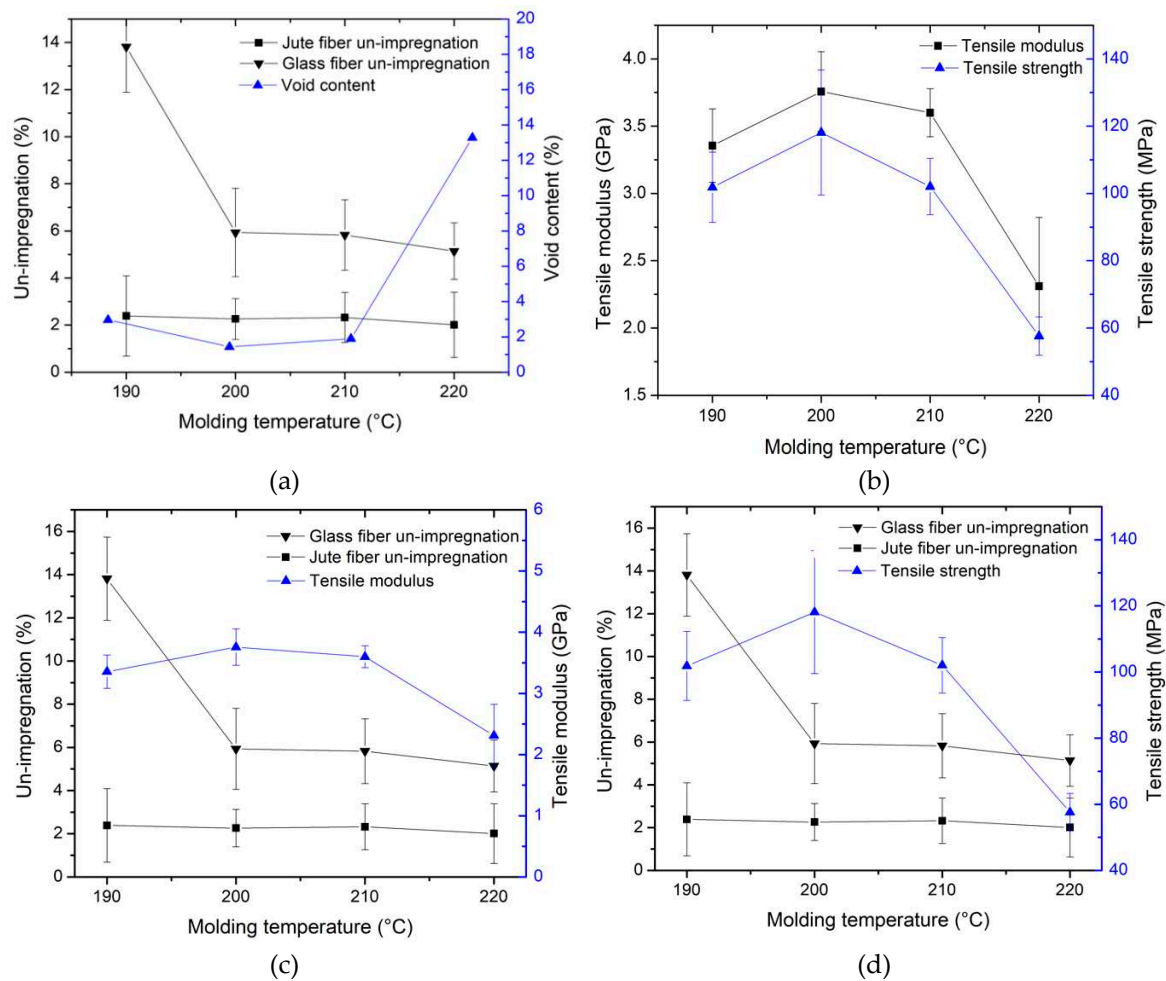 14
12
10
8
6
4
2
0
Un-impregnation (%)
Jute fiber un-impregnation
Glass fiber un-impregnation
Void content
20
18
16
14
12
10
8
6
4
2
0
Void content (%)
190 200 210 220
Molding temperature (°C)
(a)
4.0
3.5
3.0
2.5
2.0
1.5
Tensile modulus (GPa)
Tensile modulus
Tensile strength
140
120
100
80
60
40
Tensile strength (MPa)
190 200 210 220
Molding temperature (°C)
(b)
16
14
12
10
8
6
4
2
0
Un-impregnation (%)
Glass fiber un-impregnation
Jute fiber un-impregnation
Tensile modulus
6
5
4
3
2
1
0
Tensile modulus (GPa)
190 200 210 220
Molding temperature (°C)
(c)
16
14
12
10
8
6
4
2
0
Un-impregnation (%)
Glass fiber un-impregnation
Jute fiber un-impregnation
Tensile strength
140
120
100
80
60
40
Tensile strength (MPa)
190 200 210 220
Molding temperature (°C)
(d)